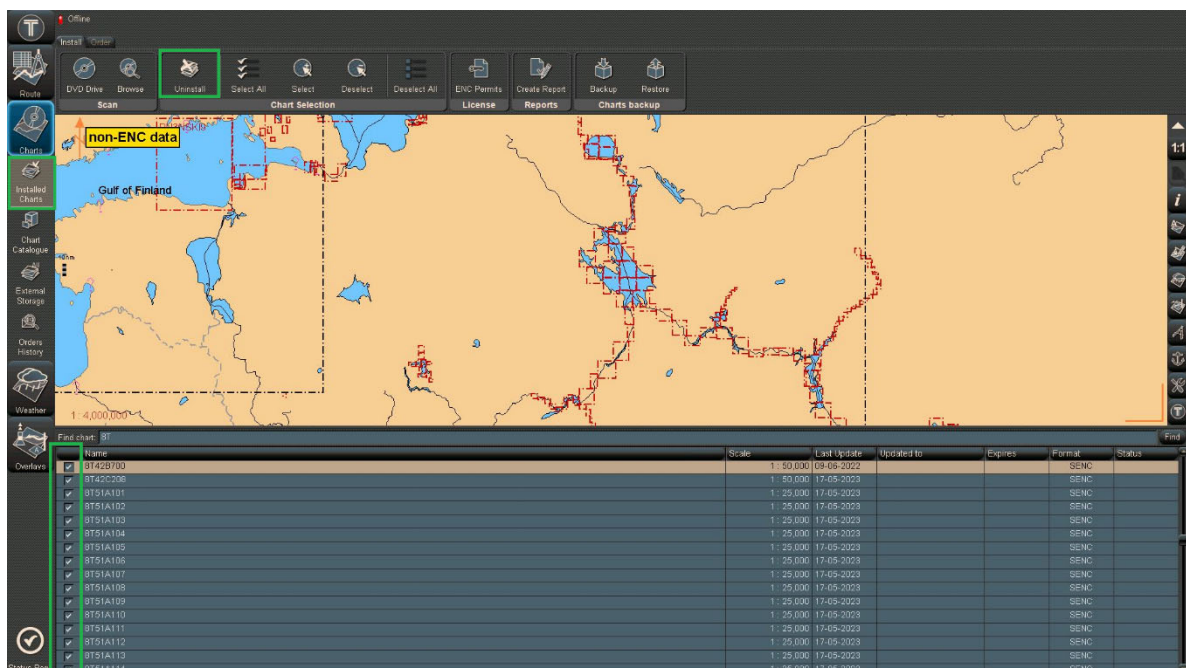 Offline
Install Order
DVD Drive Browse Uninstall Select All Select Deselect Deselect All ENC Permits Create Report Backup Restore
Scan Chart Selection License Reports Charts backup
Route
Charts
Installed Charts
Chart Catalogue
External Storage
Orders History
Weather
Overlays
non-ENC data
Gulf of Finland
1 : 4,000,000
1:1
Find chart: 8T Find
Name Scale Last Update Updated to Expires Format Status
8T42B700 1 : 50,000 09-06-2022 SENC
8T42C208 1 : 50,000 17-05-2023 SENC
8T51A101 1 : 25,000 17-05-2023 SENC
8T51A102 1 : 25,000 17-05-2023 SENC
8T51A103 1 : 25,000 17-05-2023 SENC
8T51A104 1 : 25,000 17-05-2023 SENC
8T51A105 1 : 25,000 17-05-2023 SENC
8T51A106 1 : 25,000 17-05-2023 SENC
8T51A107 1 : 25,000 17-05-2023 SENC
8T51A108 1 : 25,000 17-05-2023 SENC
8T51A109 1 : 25,000 17-05-2023 SENC
8T51A110 1 : 25,000 17-05-2023 SENC
8T51A111 1 : 25,000 17-05-2023 SENC
8T51A112 1 : 25,000 17-05-2023 SENC
8T51A113 1 : 25,000 17-05-2023 SENC